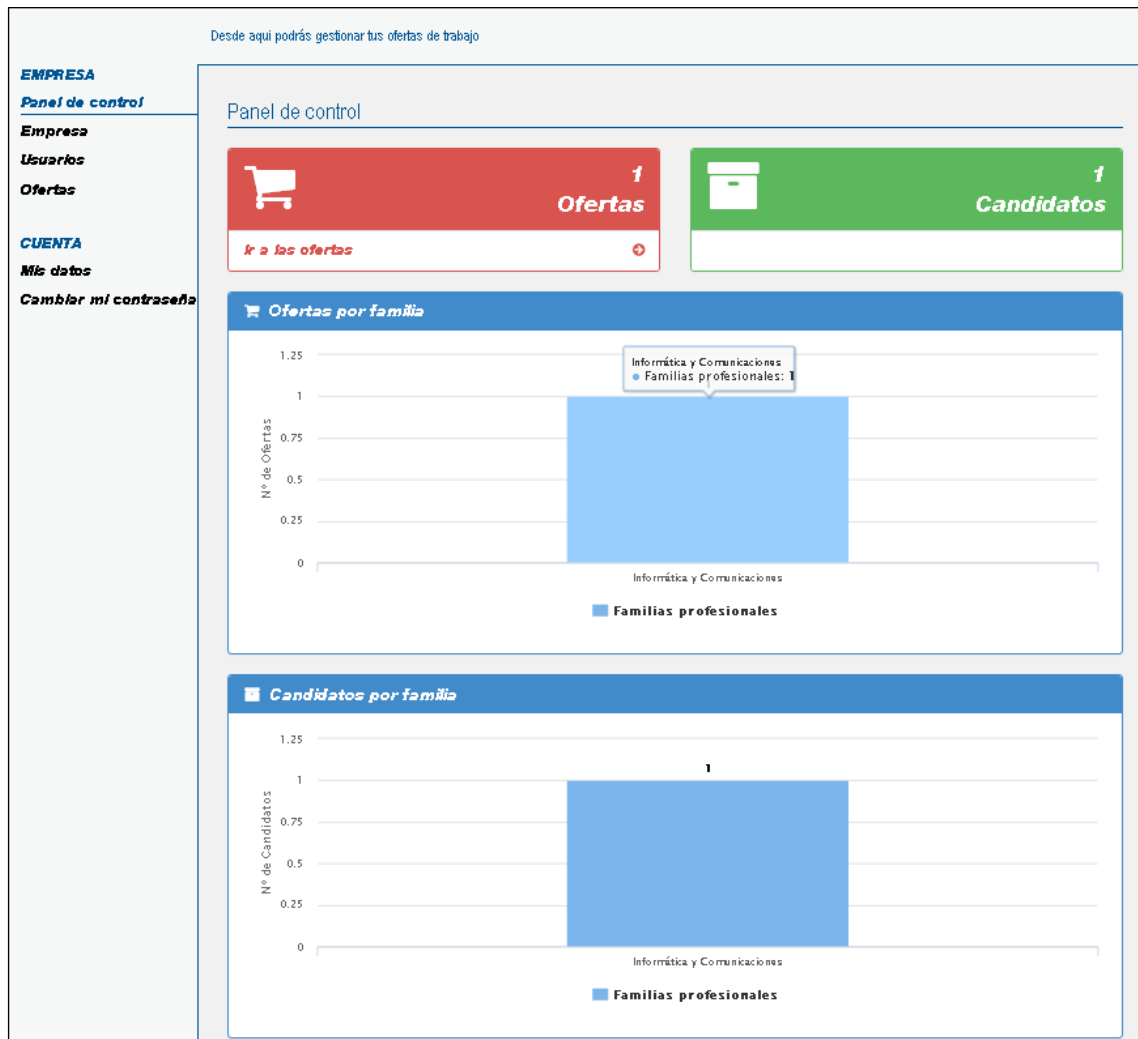 Desde aqui podrás gestionar tus ofertas de trabajo
EMPRESA
Panel de control
Empresa
Usuarios
Ofertas
CUENTA
Mis datos
Cambiar mi contraseña
Panel de control
1
Ofertas
Ir a las ofertas
1
Candidatos
Ofertas por familia
1.25
1
0.75
0.5
0.25
0
Nº de Ofertas
Informática y Comunicaciones
Familias profesionales: 1
Informática y Comunicaciones
Familias profesionales
Candidatos por familia
1.25
1
0.75
0.5
0.25
0
Nº de Candidatos
1
Informática y Comunicaciones
Familias profesionales